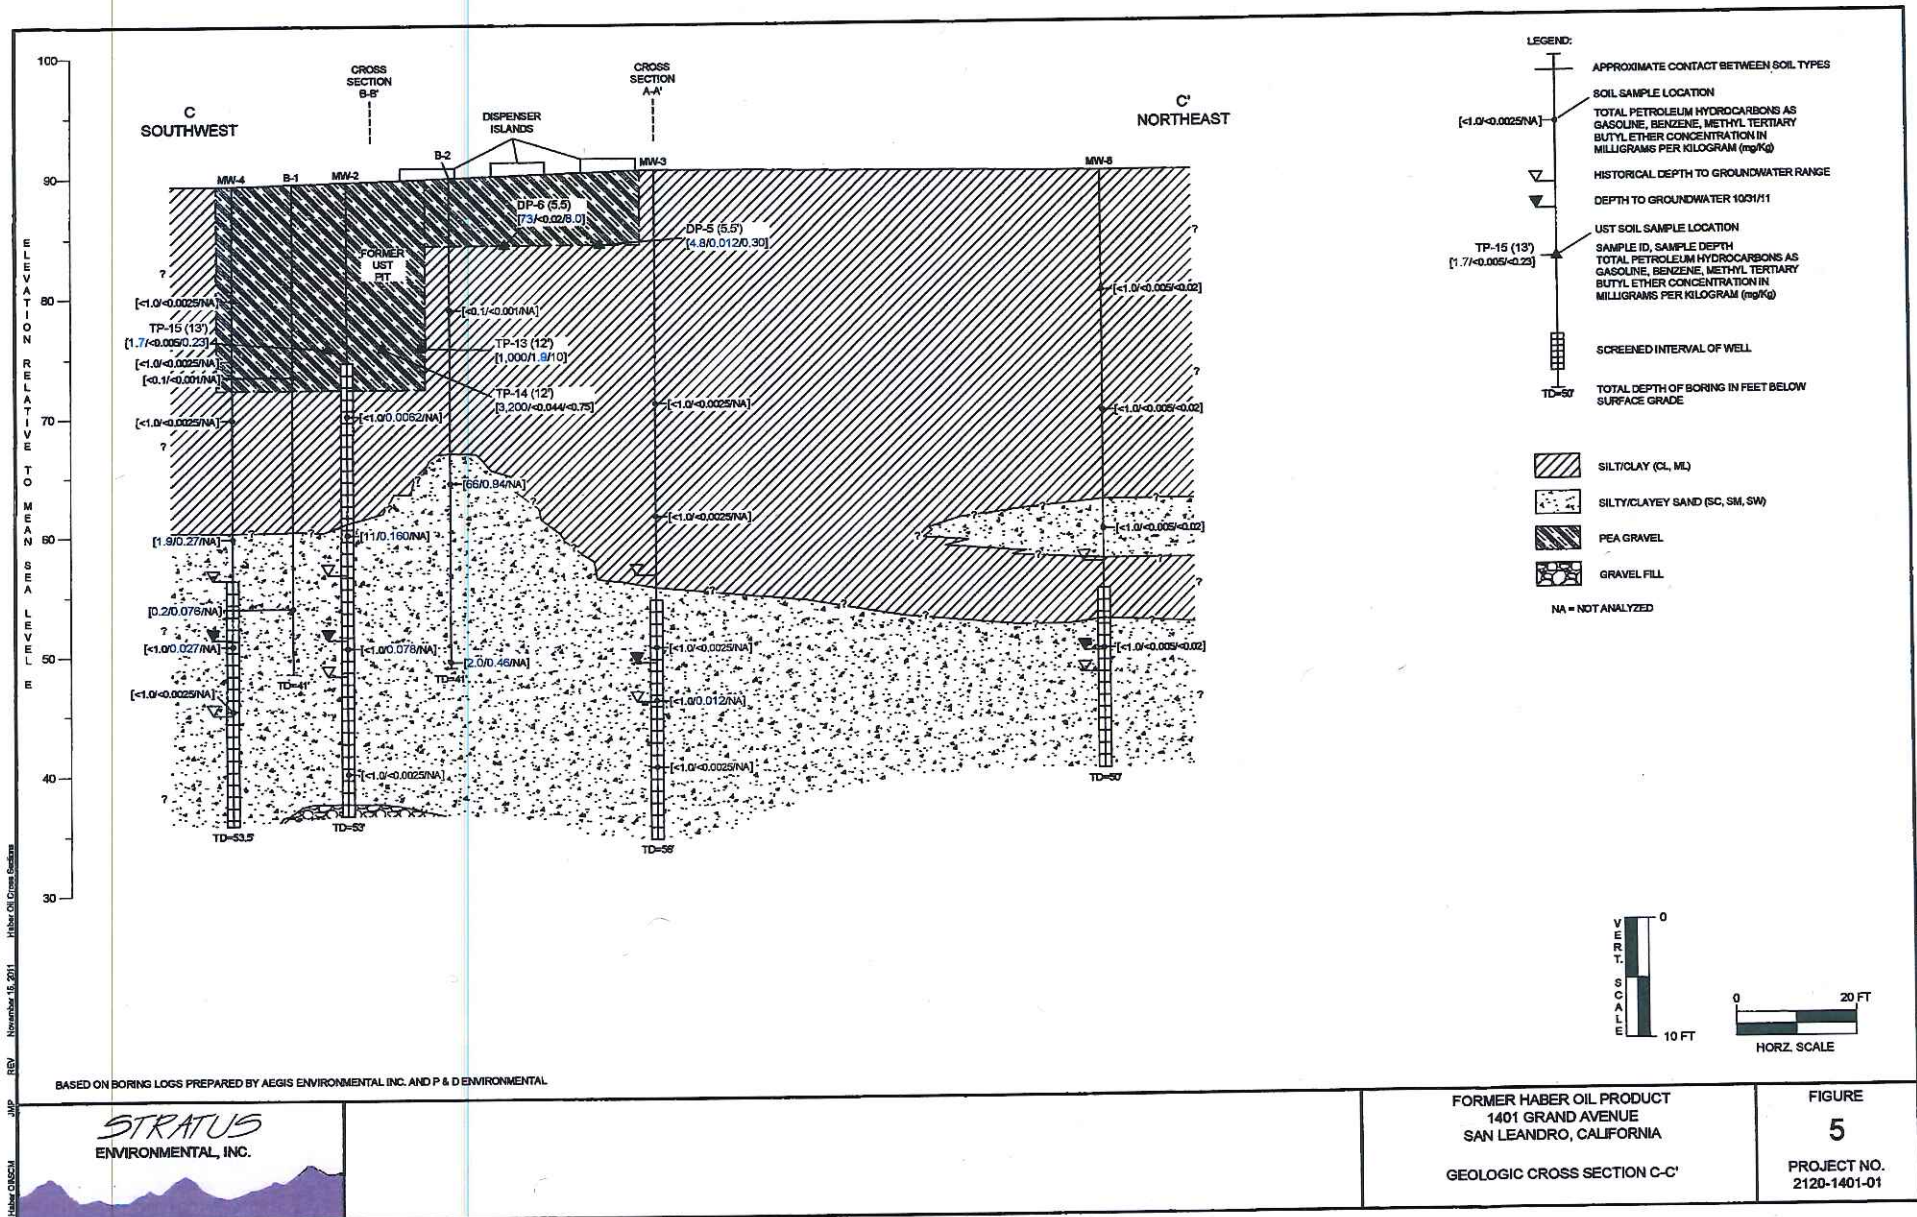 100
90
80
70
60
50
40
30
ELEVATION RELATIVE TO MEAN SEA LEVEL
C
SOUTHWEST
CROSS
SECTION
B-B'
DISPENSER
ISLANDS
CROSS
SECTION
A-A'
C'
NORTHEAST
MW-4
B-1
MW-2
B-2
MW-3
DP-6 (5.5)
[73/<0.02/8.0]
DP-5 (5.5')
[4.8/0.012/0.30]
FORMER
UST
PIT
[<1.0/<0.0025/NA]
TP-15 (13')
[1.7/<0.005/0.23]
[<1.0/<0.0025/NA]
[<0.1/<0.001/NA]
[<1.0/<0.0025/NA]
[1.9/0.27/NA]
[0.2/0.076/NA]
[<1.0/0.027/NA]
[<1.0/<0.0025/NA]
TD=53.5'
TD=41'
[<1.0/0.0062/NA]
[11/0.160/NA]
[<1.0/0.078/NA]
[<1.0/<0.0025/NA]
TD=53'
[<0.1/<0.001/NA]
TP-13 (12')
[1,000/1.9/10]
TP-14 (12')
[3,200/<0.044/<0.75]
[66/0.94/NA]
[2.0/0.46/NA]
TD=41'
[<1.0/<0.0025/NA]
[<1.0/<0.0025/NA]
[<1.0/<0.0025/NA]
[<1.0/0.012/NA]
[<1.0/<0.0025/NA]
[<1.0/<0.005/<0.02]
[<1.0/<0.005/<0.02]
[<1.0/<0.005/<0.02]
[<1.0/<0.005/<0.02]
TD=50'
LEGEND:
APPROXIMATE CONTACT BETWEEN SOIL TYPES
SOIL SAMPLE LOCATION
[<1.0/<0.0025/NA]
TOTAL PETROLEUM HYDROCARBONS AS
GASOLINE, BENZENE, METHYL TERTIARY
BUTYL ETHER CONCENTRATION IN
MILLIGRAMS PER KILOGRAM (mg/Kg)
HISTORICAL DEPTH TO GROUNDWATER RANGE
DEPTH TO GROUNDWATER 10/31/11
UST SOIL SAMPLE LOCATION
TP-15 (13')
[1.7/<0.005/<0.23]
SAMPLE ID, SAMPLE DEPTH
TOTAL PETROLEUM HYDROCARBONS AS
GASOLINE, BENZENE, METHYL TERTIARY
BUTYL ETHER CONCENTRATION IN
MILLIGRAMS PER KILOGRAM (mg/Kg)
SCREENED INTERVAL OF WELL
TD=50'
TOTAL DEPTH OF BORING IN FEET BELOW
SURFACE GRADE
SILT/CLAY (CL, ML)
SILTY/CLAYEY SAND (SC, SM, SW)
PEA GRAVEL
GRAVEL FILL
NA = NOT ANALYZED
VERT. SCALE
0
10 FT
0
20 FT
HORZ. SCALE
BASED ON BORING LOGS PREPARED BY AEGIS ENVIRONMENTAL INC. AND P & D ENVIRONMENTAL
STRATUS
ENVIRONMENTAL, INC.
FORMER HABER OIL PRODUCT
1401 GRAND AVENUE
SAN LEANDRO, CALIFORNIA
GEOLOGIC CROSS SECTION C-C'
FIGURE
5
PROJECT NO.
2120-1401-01
Haber Oil Cross Sections
November 15, 2011
REV
JMP